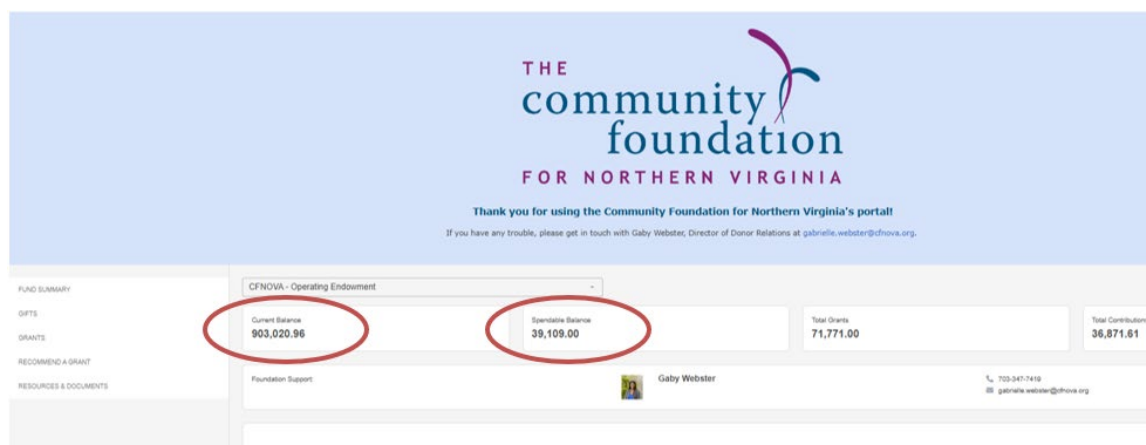 THE
community
foundation
FOR NORTHERN VIRGINIA
Thank you for using the Community Foundation for Northern Virginia's portal!
If you have any trouble, please get in touch with Gaby Webster, Director of Donor Relations at gabrielle.webster@cfnova.org.
FUND SUMMARY
GIFTS
GRANTS
RECOMMEND A GRANT
RESOURCES & DOCUMENTS
CFNOVA - Operating Endowment
Current Balance
903,020.96
Spendable Balance
39,109.00
Total Grants
71,771.00
Total Contribution
36,871.61
Foundation Support:
Gaby Webster
703-347-7419
gabrielle.webster@cfnova.org